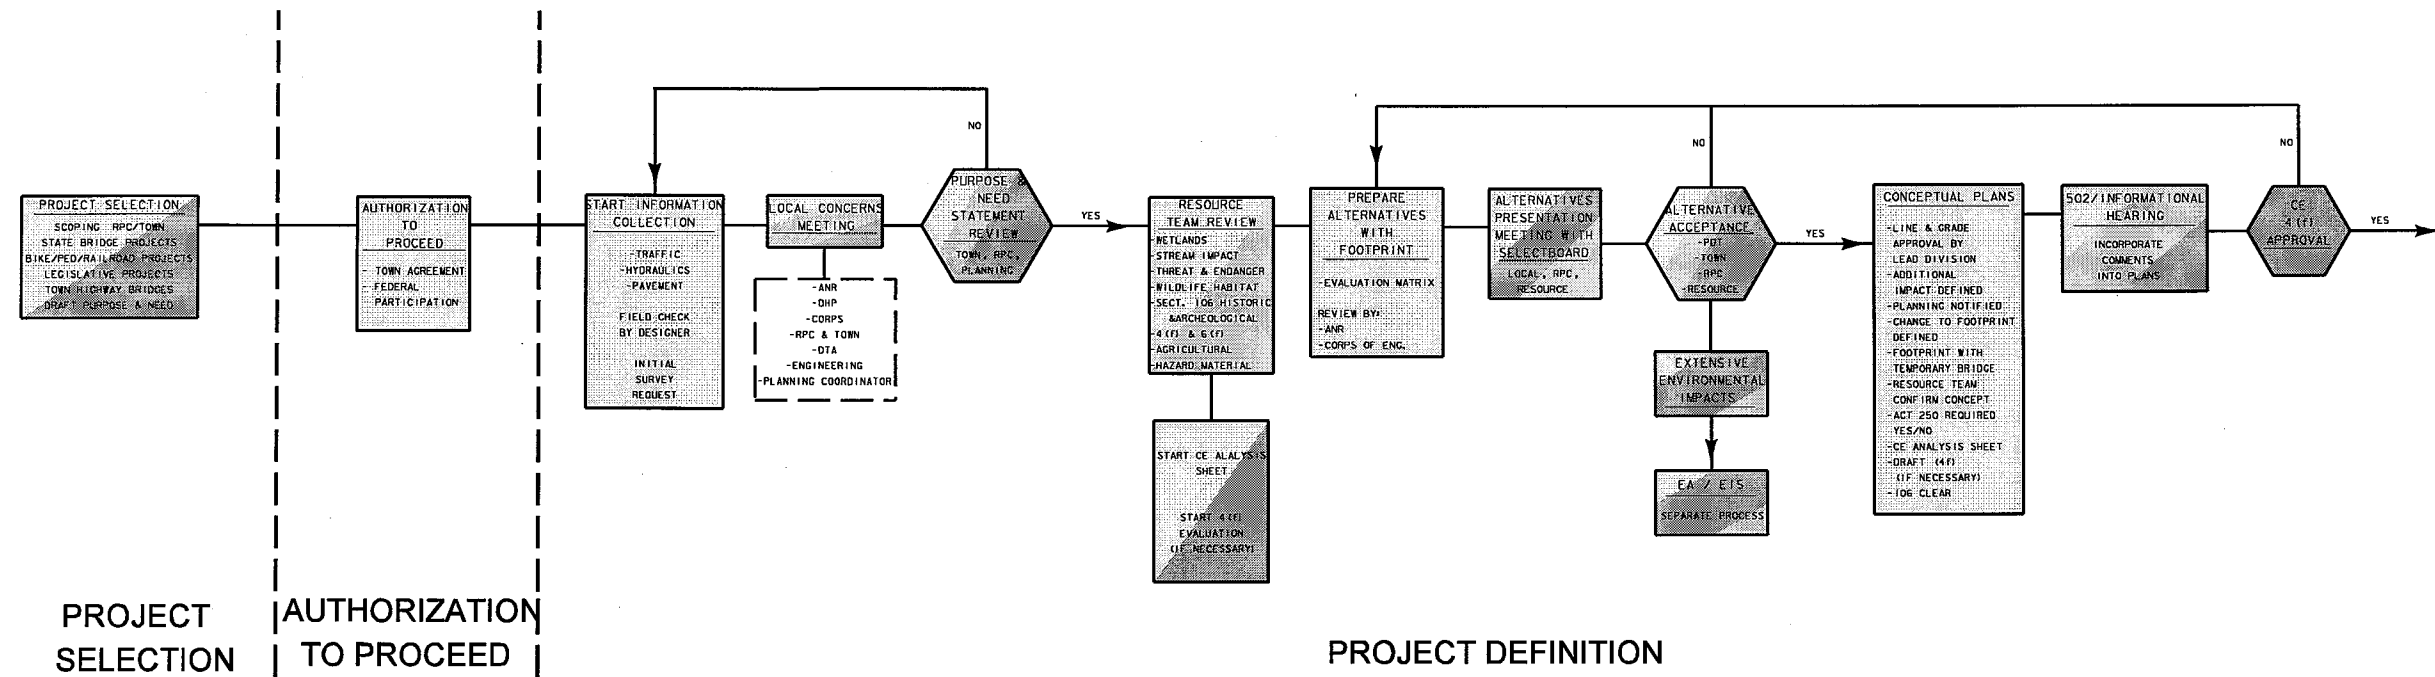 PROJECT SELECTION
SCOPING RPC/TOWN
STATE BRIDGE PROJECTS
BIKE/PED/RAILROAD PROJECTS
LEGISLATIVE PROJECTS
TOWN HIGHWAY BRIDGES
DRAFT PURPOSE & NEED
AUTHORIZATION
TO
PROCEED
- TOWN AGREEMENT
- FEDERAL
PARTICIPATION
START INFORMATION
COLLECTION
-TRAFFIC
-HYDRAULICS
-PAVEMENT
FIELD CHECK
BY DESIGNER
INITIAL
SURVEY
REQUEST
LOCAL CONCERNS
MEETING
-ANR
-DHP
-CORPS
-RPC & TOWN
-DTA
-ENGINEERING
-PLANNING COORDINATOR
NO
PURPOSE &
NEED
STATEMENT
REVIEW
TOWN, RPC,
PLANNING
YES
RESOURCE
TEAM REVIEW
-WETLANDS
-STREAM IMPACT
-THREAT & ENDANGER
-WILDLIFE HABITAT
-SECT. 106 HISTORIC
&ARCHEOLOGICAL
-4(f) & 6(f)
-AGRICULTURAL
-HAZARD MATERIAL
START CE ALALYSIS
SHEET
START 4(f)
EVALUATION
(IF NECESSARY)
PREPARE
ALTERNATIVES
WITH
FOOTPRINT
-EVALUATION MATRIX
REVIEW BY:
-ANR
-CORPS OF ENG.
ALTERNATIVES
PRESENTATION
MEETING WITH
SELECTBOARD
LOCAL, RPC,
RESOURCE
NO
ALTERNATIVE
ACCEPTANCE
-PDT
-TOWN
-RPC
-RESOURCE
YES
EXTENSIVE
ENVIRONMENTAL
IMPACTS
EA / EIS
SEPARATE PROCESS
CONCEPTUAL PLANS
-LINE & GRADE
APPROVAL BY
LEAD DIVISION
-ADDITIONAL
IMPACT DEFINED
-PLANNING NOTIFIED
-CHANGE TO FOOTPRINT
DEFINED
-FOOTPRINT WITH
TEMPORARY BRIDGE
-RESOURCE TEAM
CONFIRM CONCEPT
-ACT 250 REQUIRED
YES/NO
-CE ANALYSIS SHEET
-DRAFT (4f)
(IF NECESSARY)
-106 CLEAR
502/INFORMATIONAL
HEARING
INCORPORATE
COMMENTS
INTO PLANS
NO
CE
4(f)
APPROVAL
YES
PROJECT
SELECTION
AUTHORIZATION
TO PROCEED
PROJECT DEFINITION